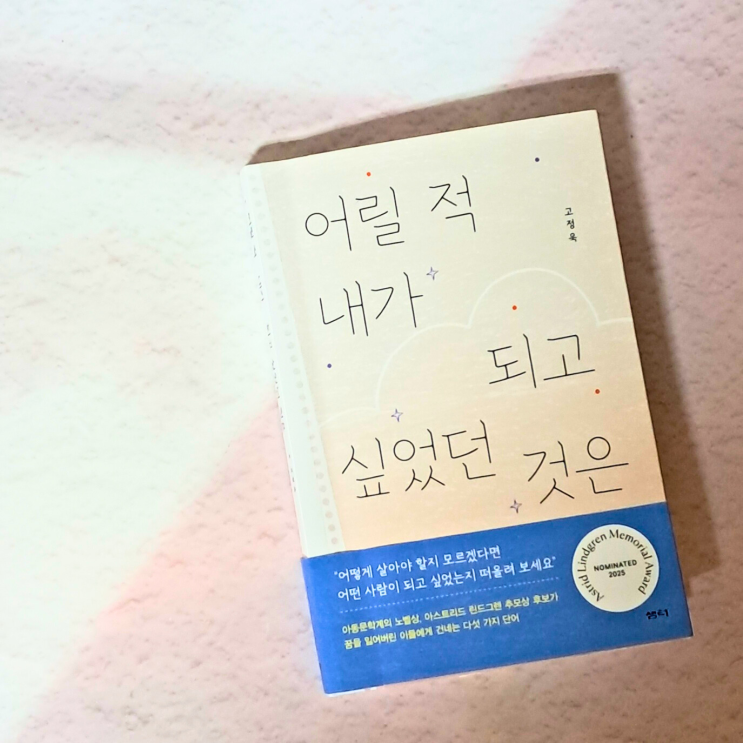 어릴 적
고정욱
내가
되고
싶었던
것은
"어떻게 살아야 할지 모르겠다면
어떤 사람이 되고 싶었는지 떠올려 보세요"
아동문학계의 노벨상, 아스트리드 린드그렌 추모상 후보가
꿈을 잃어버린 이들에게 건네는 다섯 가지 단어
Astrid Lindgren Memorial Award
NOMINATED
2025